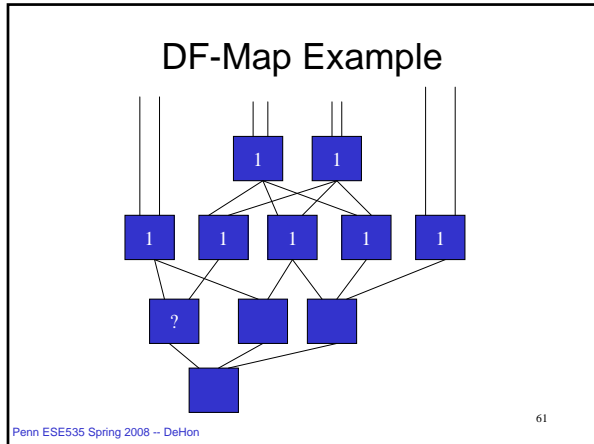 DF-Map Example
1 1
1 1 1 1 1
?
61
Penn ESE535 Spring 2008 -- DeHon